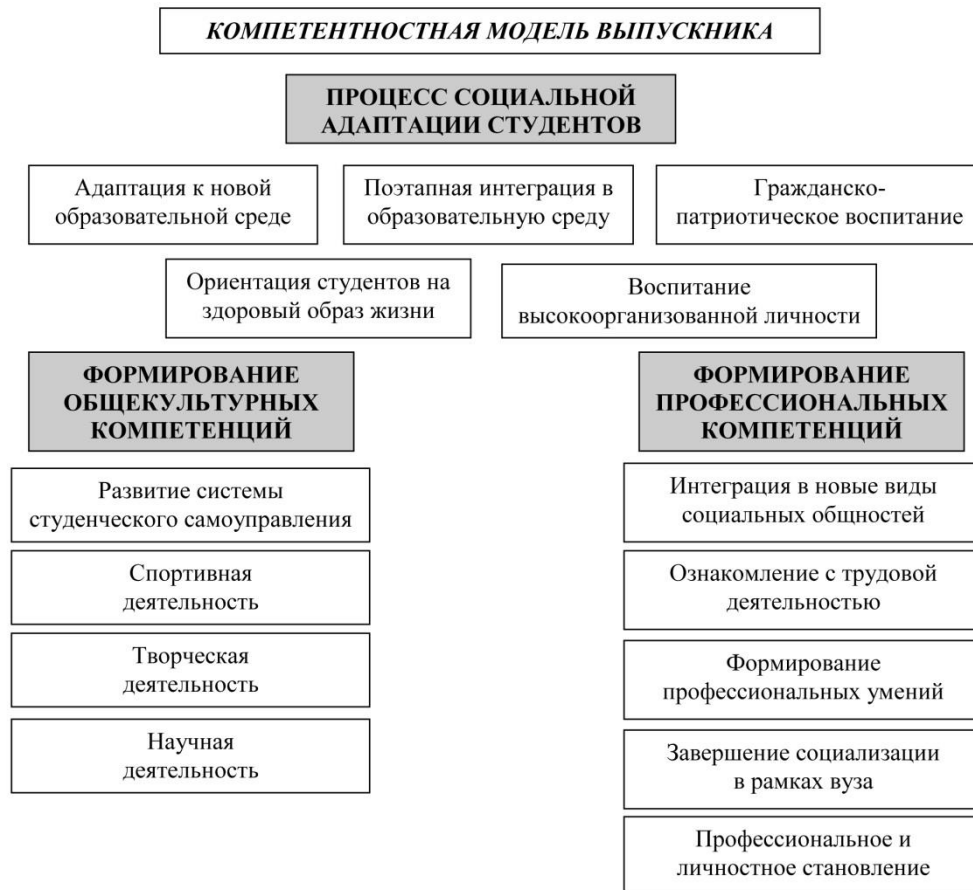 КОМПЕТЕНТНОСТНАЯ МОДЕЛЬ ВЫПУСКНИКА
ПРОЦЕСС СОЦИАЛЬНОЙ
АДАПТАЦИИ СТУДЕНТОВ
Адаптация к новой
образовательной среде
Поэтапная интеграция в
образовательную среду
Гражданско-
патриотическое воспитание
Ориентация студентов на
здоровый образ жизни
Воспитание
высокоорганизованной личности
ФОРМИРОВАНИЕ
ОБЩЕКУЛЬТУРНЫХ
КОМПЕТЕНЦИЙ
Развитие системы
студенческого самоуправления
Спортивная
деятельность
Творческая
деятельность
Научная
деятельность
ФОРМИРОВАНИЕ
ПРОФЕССИОНАЛЬНЫХ
КОМПЕТЕНЦИЙ
Интеграция в новые виды
социальных общностей
Ознакомление с трудовой
деятельностью
Формирование
профессиональных умений
Завершение социализации
в рамках вуза
Профессиональное и
личностное становление